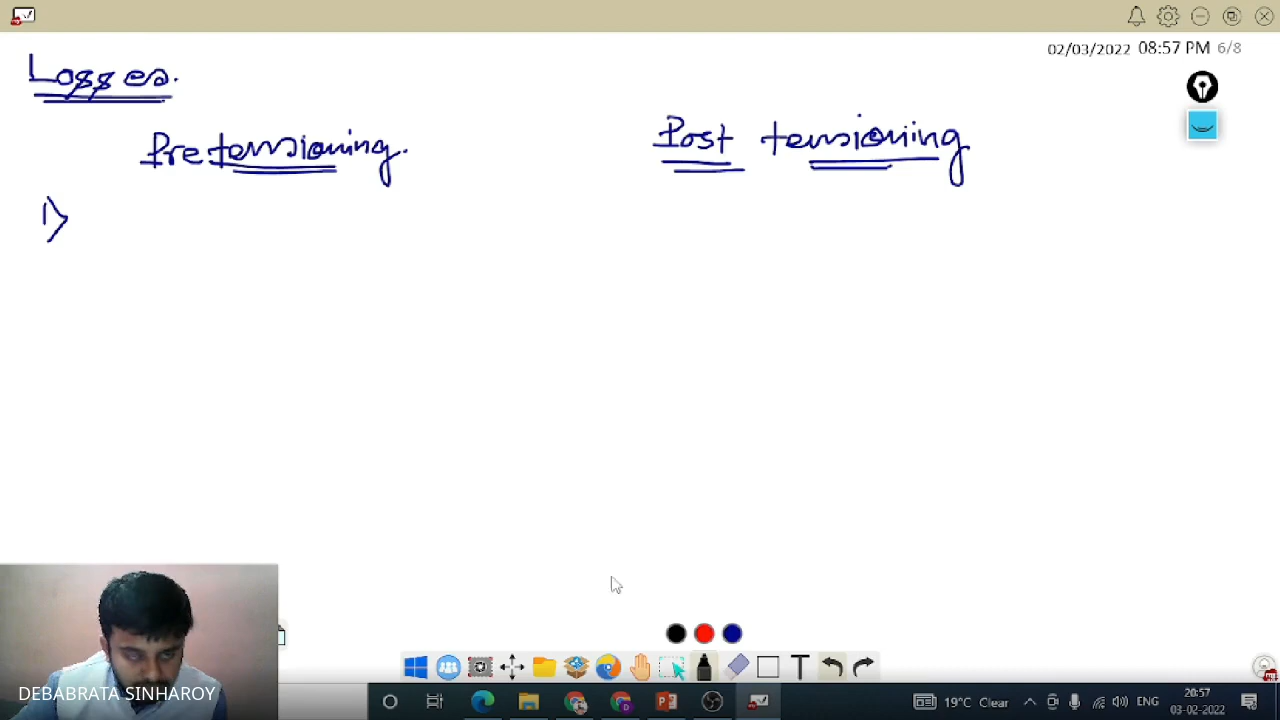 02/03/2022 08:57 PM 6/8
Losses.
Pretensioning.
Post tensioning
1>
DEBABRATA SINHAROY
19°C Clear
ENG
20:57
03-02-2022